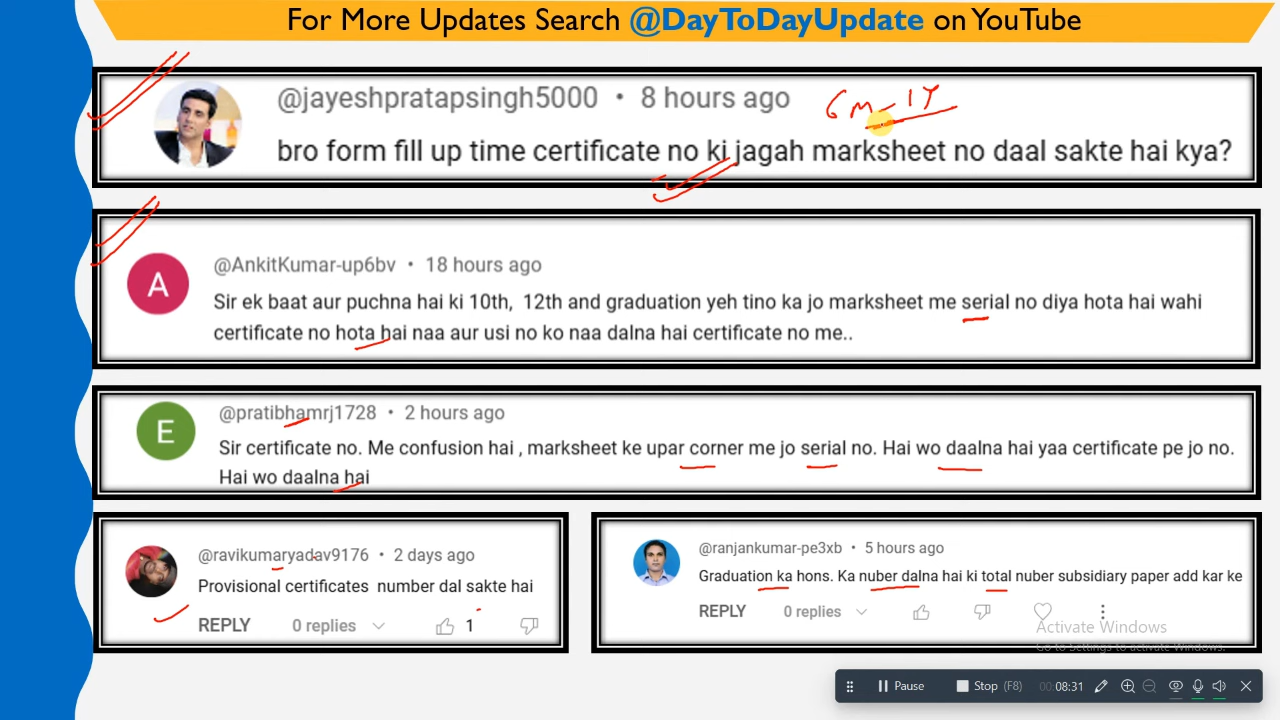 For More Updates Search @DayToDayUpdate on YouTube
@jayeshpratapsingh5000 • 8 hours ago
6M-1Y
bro form fill up time certificate no ki jagah marksheet no daal sakte hai kya?
A
@AnkitKumar-up6bv • 18 hours ago
Sir ek baat aur puchna hai ki 10th, 12th and graduation yeh tino ka jo marksheet me serial no diya hota hai wahi
certificate no hota hai naa aur usi no ko naa dalna hai certificate no me..
E
@pratibhamrj1728 • 2 hours ago
Sir certificate no. Me confusion hai , marksheet ke upar corner me jo serial no. Hai wo daalna hai yaa certificate pe jo no.
Hai wo daalna hai
@ravikumaryadav9176 • 2 days ago
Provisional certificates number dal sakte hai
REPLY 0 replies 1
@ranjankumar-pe3xb • 5 hours ago
Graduation ka hons. Ka nuber dalna hai ki total nuber subsidiary paper add kar ke
REPLY 0 replies
Activate Windows
Go to Settings to activate Windows.
Pause Stop (F8) 00:08:31